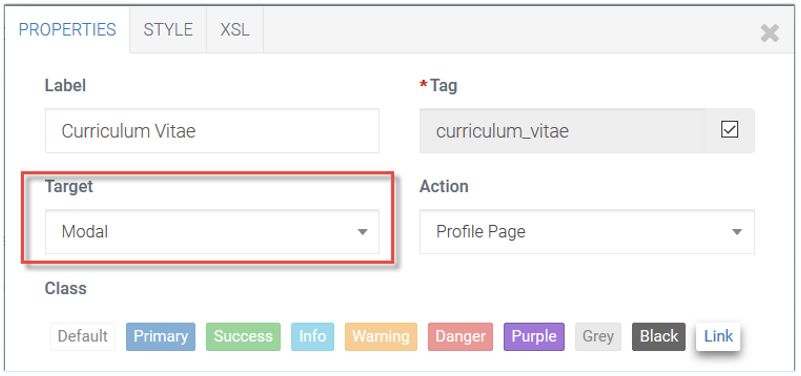 PROPERTIES STYLE XSL
Label *Tag
Curriculum Vitae curriculum_vitae
Target Action
Modal Profile Page
Class
Default Primary Success Info Warning Danger Purple Grey Black Link